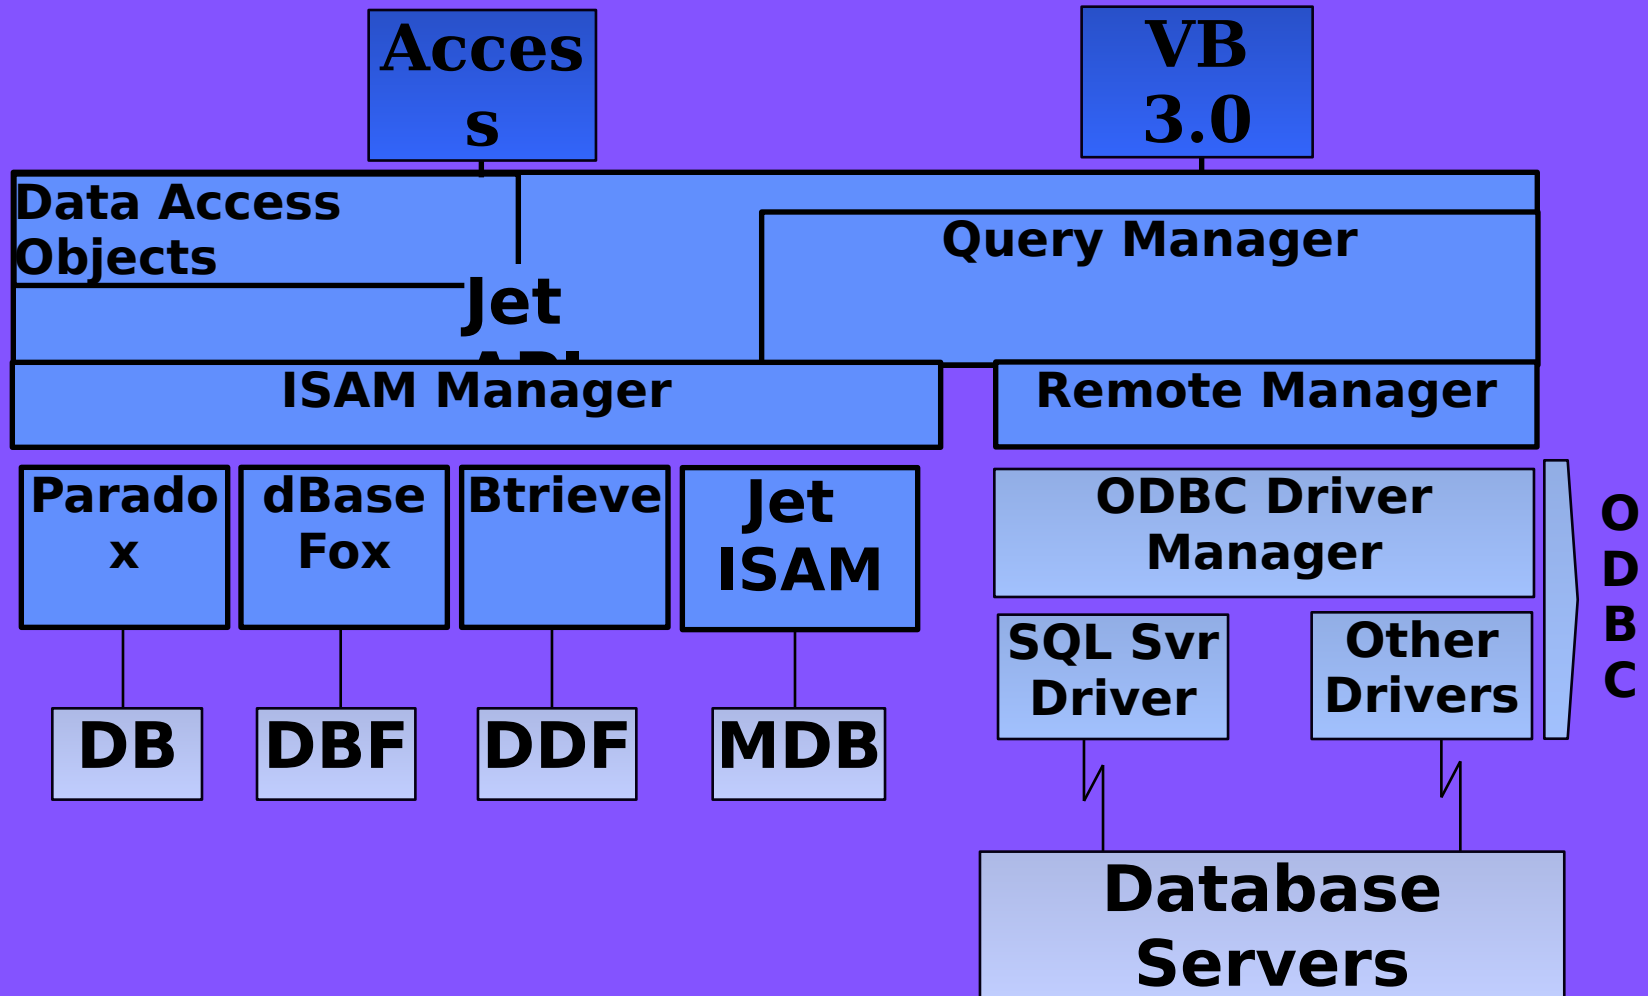 Acces
s
VB
3.0
Data Access
Objects
Query Manager
Jet
API
ISAM Manager
Remote Manager
Parado
x
dBase
Fox
Btrieve
Jet
ISAM
ODBC Driver
Manager
O
D
B
C
SQL Svr
Driver
Other
Drivers
DB
DBF
DDF
MDB
Database
Servers